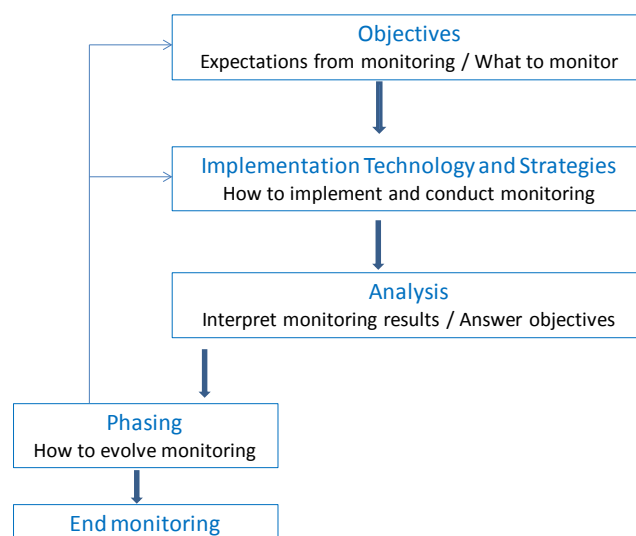 Objectives
Expectations from monitoring / What to monitor
Implementation Technology and Strategies
How to implement and conduct monitoring
Analysis
Interpret monitoring results / Answer objectives
Phasing
How to evolve monitoring
End monitoring